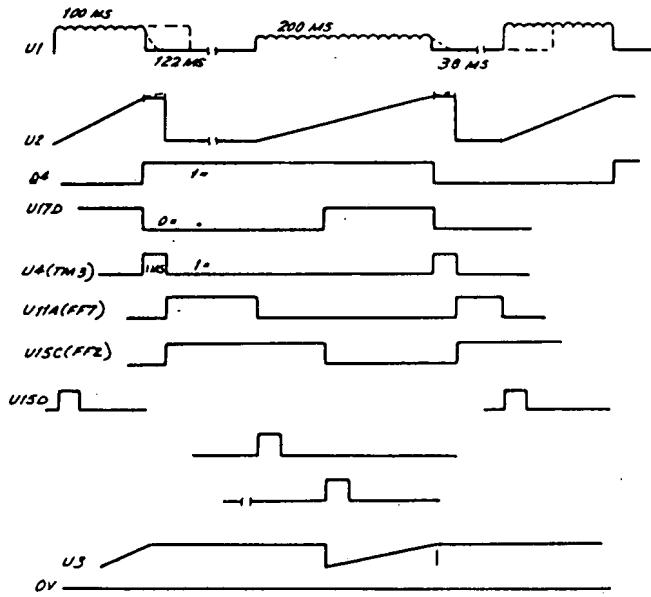 100 MS
200 MS
U1
122 MS
38 MS
U2
Q4
1=
U17D
0=
U4(TM3)
1MS
1=
U11A(FF7)
U15C(FF2)
U15D
U3
0V